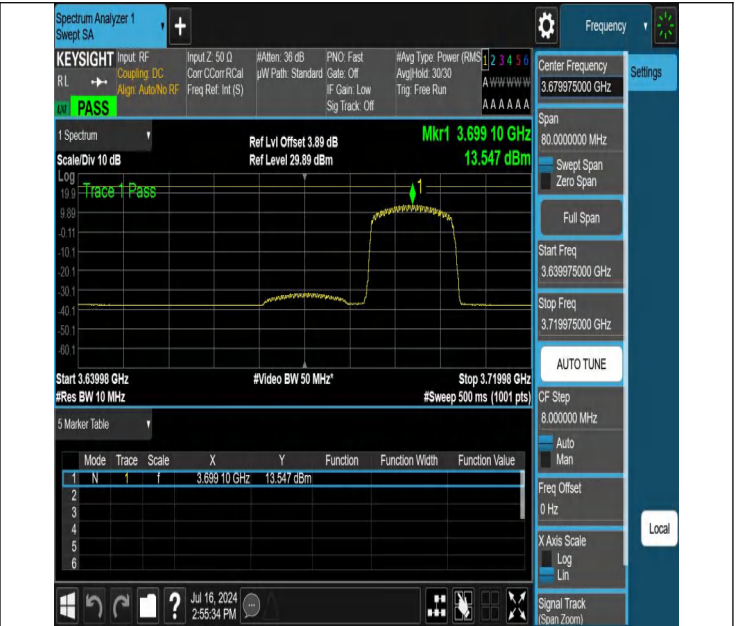 Spectrum Analyzer 1
Swept SA
+
Frequency
KEYSIGHT
Input: RF
Input Z: 50 Ω
#Atten: 36 dB
PNO: Fast
#Avg Type: Power (RMS
1 2 3 4 5 6
RL
Coupling: DC
Corr CCorr RCal
µW Path: Standard
Gate: Off
Avg|Hold: 30/30
A W W W W W
Align: Auto/No RF
Freq Ref: Int (S)
IF Gain: Low
Trig: Free Run
Sig Track: Off
A A A A A A
LXI
PASS
1 Spectrum
Ref Lvl Offset 3.89 dB
Mkr1 3.699 10 GHz
Scale/Div 10 dB
Ref Level 29.89 dBm
13.547 dBm
Log
Trace 1 Pass
1
19.9
9.89
-0.11
-10.1
-20.1
-30.1
-40.1
-50.1
-60.1
Start 3.63998 GHz
#Video BW 50 MHz*
Stop 3.71998 GHz
#Res BW 10 MHz
#Sweep 500 ms (1001 pts)
5 Marker Table
Mode Trace Scale X Y Function Function Width Function Value
1 N 1 f 3.699 10 GHz 13.547 dBm
2
3
4
5
6
Jul 16, 2024
2:55:34 PM
Center Frequency
3.679975000 GHz
Settings
Span
80.0000000 MHz
Swept Span
Zero Span
Full Span
Start Freq
3.639975000 GHz
Stop Freq
3.719975000 GHz
AUTO TUNE
CF Step
8.000000 MHz
Auto
Man
Freq Offset
0 Hz
X Axis Scale
Log
Lin
Local
Signal Track
(Span Zoom)